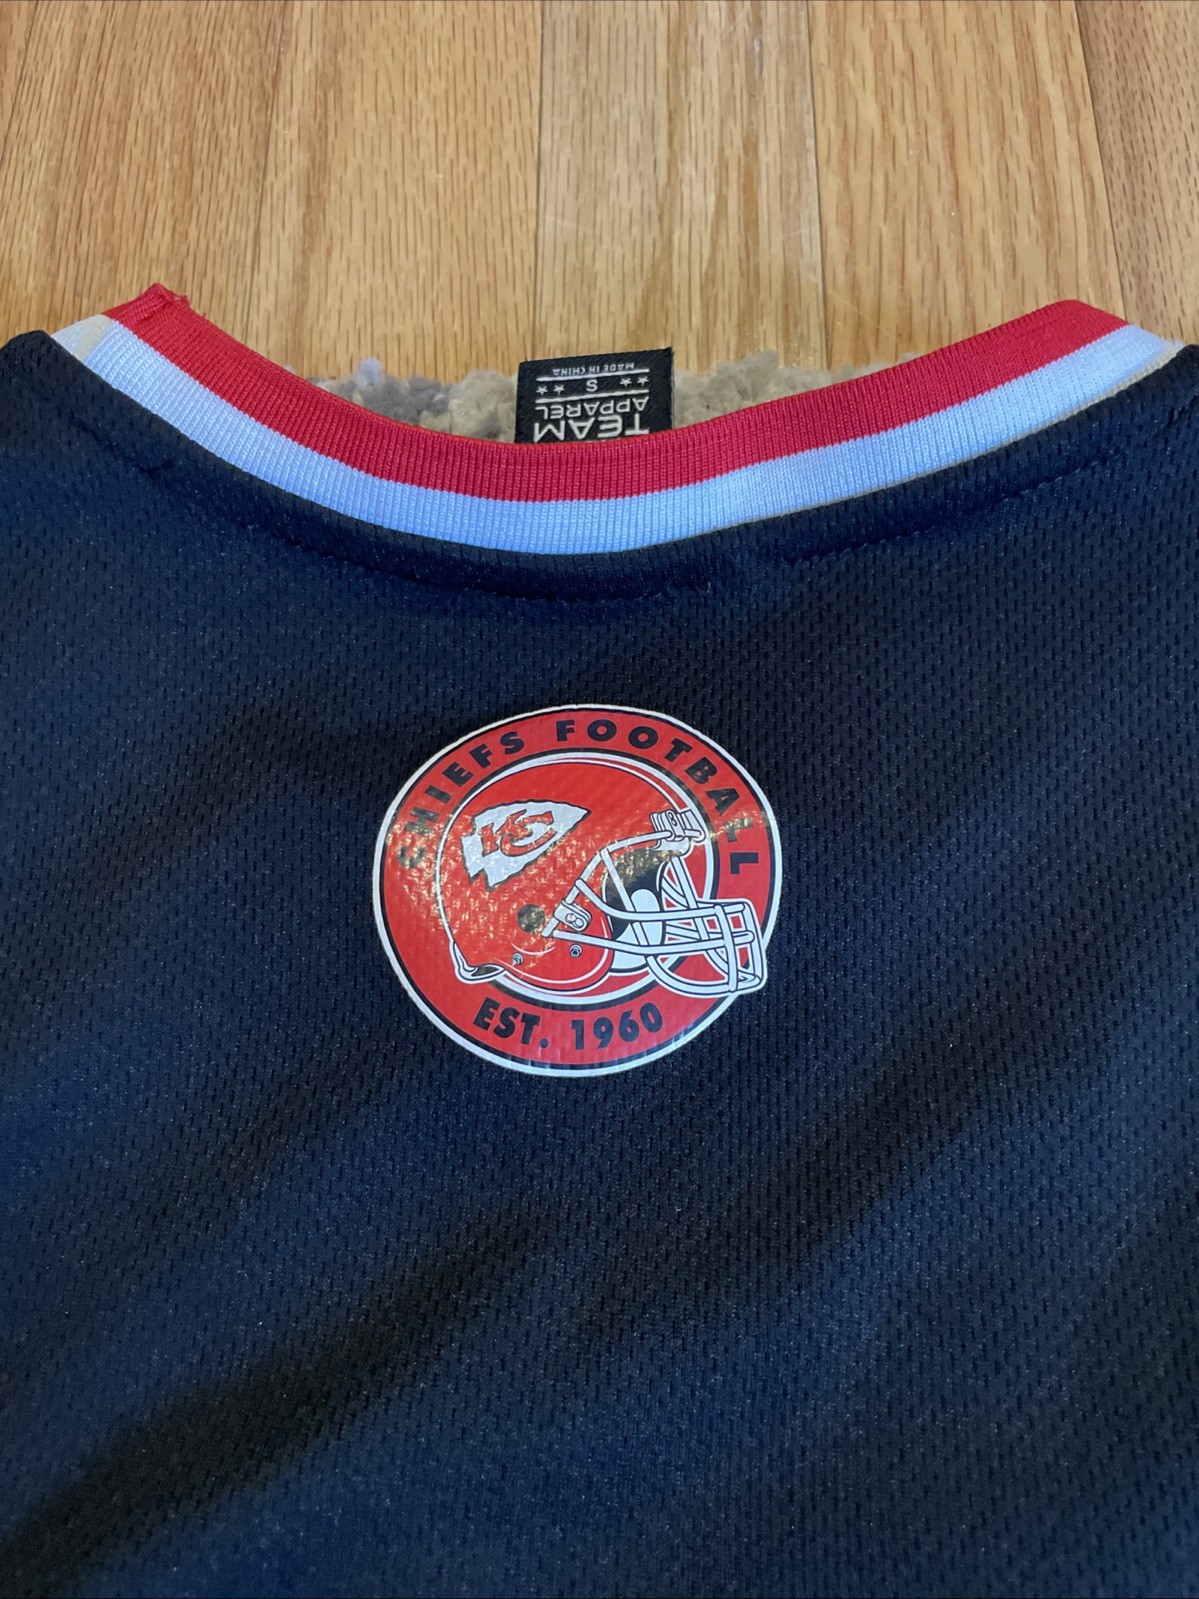 MADE IN CHINA
S
TEAM
APPAREL
CHIEFS FOOTBALL
KC
EST. 1960